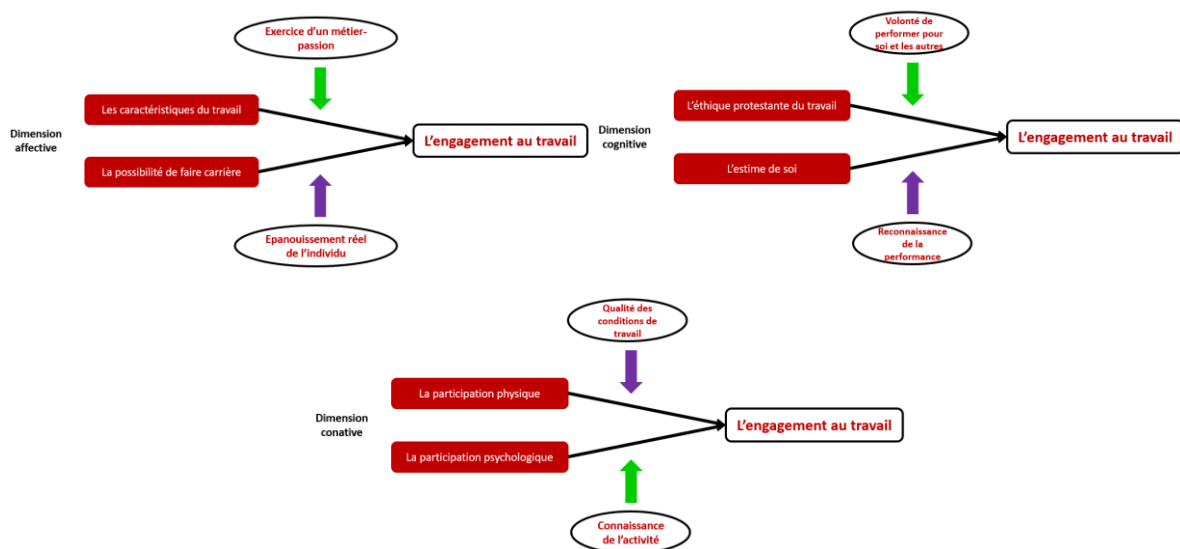 Exercice d'un métier-
passion
Les caractéristiques du travail
Dimension
affective
L'engagement au travail
La possibilité de faire carrière
Epanouissement réel
de l'individu
Volonté de
performer pour
soi et les autres
L'éthique protestante du travail
Dimension
cognitive
L'engagement au travail
L'estime de soi
Reconnaissance
de la
performance
Qualité des
conditions de
travail
La participation physique
Dimension
conative
L'engagement au travail
La participation psychologique
Connaissance
de l'activité